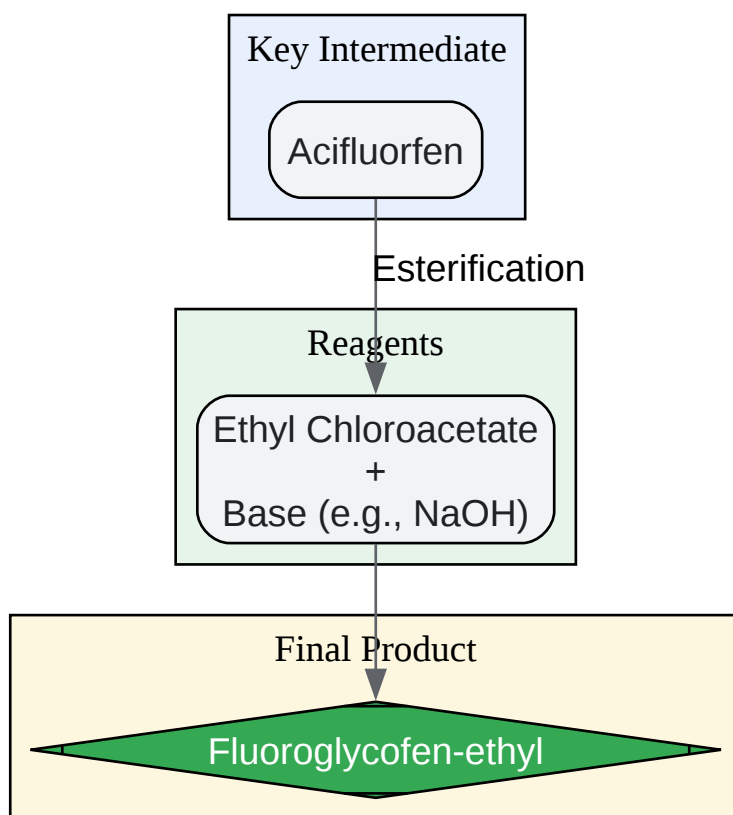 Key Intermediate
Acifluorfen
Esterification
Reagents
Ethyl Chloroacetate
+
Base (e.g., NaOH)
Final Product
Fluoroglycofen-ethyl